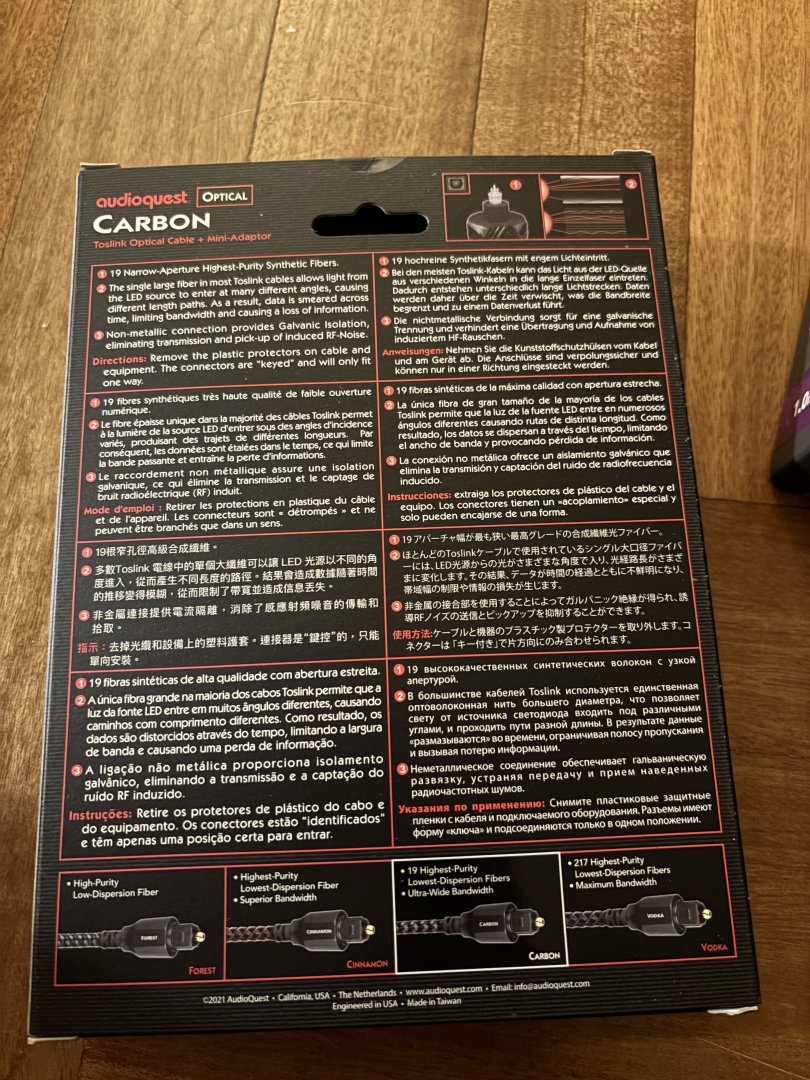 audioquest OPTICAL
CARBON
Toslink Optical Cable + Mini-Adaptor
1
2
1 19 Narrow-Aperture Highest-Purity Synthetic Fibers.
2 The single large fiber in most Toslink cables allows light from
the LED source to enter at many different angles, causing
different length paths. As a result, data is smeared across
time, limiting bandwidth and causing a loss of information.
3 Non-metallic connection provides Galvanic Isolation,
eliminating transmission and pick-up of induced RF-Noise.
Directions: Remove the plastic protectors on cable and
equipment. The connectors are “keyed” and will only fit
one way.
1 19 hochreine Synthetikfasern mit engem Lichteintritt.
2 Bei den meisten Toslink-Kabeln kann das Licht aus der LED-Quelle
aus verschiedenen Winkeln in die lange Einzelfaser eintreten.
Dadurch entstehen unterschiedlich lange Lichtstrecken. Daten
werden daher über die Zeit verwischt, was die Bandbreite
begrenzt und zu einem Datenverlust führt.
3 Die nichtmetallische Verbindung sorgt für eine galvanische
Trennung und verhindert eine Übertragung und Aufnahme von
induziertem HF-Rauschen.
Anweisungen: Nehmen Sie die Kunststoffschutzhülsen vom Kabel
und am Gerät ab. Die Anschlüsse sind verpolungssicher und
können nur in einer Richtung eingesteckt werden.
1 19 fibres synthétiques très haute qualité de faible ouverture
numérique.
2 Le fibre épaisse unique dans la majorité des câbles Toslink permet
à la lumière de la source LED d'entrer sous des angles d'incidence
variés, produisant des trajets de différentes longueurs. Par
conséquent, les données sont étalées dans le temps, ce qui limite
la bande passante et entraîne la perte d'informations.
3 Le raccordement non métallique assure une isolation
galvanique, ce qui élimine la transmission et le captage de
bruit radioélectrique (RF) induit.
Mode d'emploi : Retirer les protections en plastique du câble
et de l'appareil. Les connecteurs sont « détrompés » et ne
peuvent être branchés que dans un sens.
1 19 fibras sintéticas de la máxima calidad con apertura estrecha.
2 La única fibra de gran tamaño de la mayoría de los cables
Toslink permite que la luz de la fuente LED entre en numerosos
ángulos diferentes causando rutas de distinta longitud. Como
resultado, los datos se dispersan a través del tiempo, limitando
el ancho de banda y provocando pérdida de información.
3 La conexión no metálica ofrece un aislamiento galvánico que
elimina la transmisión y captación del ruido de radiofrecuencia
inducido.
Instrucciones: extraiga los protectores de plástico del cable y el
equipo. Los conectores tienen un «acoplamiento» especial y
solo pueden encajarse de una forma.
1 19根窄孔徑高級合成纖維。
2 多數Toslink 電線中的單個大纖維可以讓 LED 光源以不同的角
度進入，從而產生不同長度的路徑。結果會造成數據隨著時間
的推移變得模糊，從而限制了帶寬並造成信息丟失。
3 非金屬連接提供電流隔離，消除了感應射頻噪音的傳輸和
拾取。
指示：去掉光纜和設備上的塑料護套。連接器是“鍵控”的，只能
單向安裝。
1 19アパーチャ幅が最も狭い最高グレードの合成繊維光ファイバー。
2 ほとんどのToslinkケーブルで使用されているシングル大口径ファイバ
ーには、LED光源からの光がさまざまな角度で入り、光経路長がさまざ
まに変化します。その結果、データが時間の経過とともに不鮮明になり、
帯域幅の制限や情報の損失が生じます。
3 非金属の接合部を使用することによってガルバニック絶縁が得られ、誘
導RFノイズの送信とピックアップを抑制することができます。
使用方法:ケーブルと機器のプラスチック製プロテクターを取り外します。コ
ネクターは「キー付き」で片方向にのみ合わせられます。
1 19 fibras sintéticas de alta qualidade com abertura estreita.
2 A única fibra grande na maioria dos cabos Toslink permite que a
luz da fonte LED entre em muitos ângulos diferentes, causando
caminhos com comprimento diferentes. Como resultado, os
dados são distorcidos através do tempo, limitando a largura
de banda e causando uma perda de informação.
3 A ligação não metálica proporciona isolamento
galvânico, eliminando a transmissão e a captação do
ruído RF induzido.
Instruções: Retire os protetores de plástico do cabo e
do equipamento. Os conectores estão “identificados”
e têm apenas uma posição certa para entrar.
1 19 высококачественных синтетических волокон с узкой
апертурой.
2 В большинстве кабелей Toslink используется единственная
оптоволоконная нить большего диаметра, что позволяет
свету от источника светодиода входить под различными
углами, и проходить пути разной длины. В результате данные
«размазываются» во времени, ограничивая полосу пропускания
и вызывая потерю информации.
3 Неметаллическое соединение обеспечивает гальваническую
развязку, устраняя передачу и прием наведенных
радиочастотных шумов.
Указания по применению: Снимите пластиковые защитные
пленки с кабеля и подключаемого оборудования. Разъемы имеют
форму «ключа» и подсоединяются только в одном положении.
• High-Purity
Low-Dispersion Fiber
FOREST
FOREST
• Highest-Purity
Lowest-Dispersion Fiber
• Superior Bandwidth
CINNAMON
CINNAMON
• 19 Highest-Purity
Lowest-Dispersion Fibers
• Ultra-Wide Bandwidth
CARBON
CARBON
• 217 Highest-Purity
Lowest-Dispersion Fibers
• Maximum Bandwidth
VODKA
VODKA
©2021 AudioQuest • California, USA • The Netherlands • www.audioquest.com • Email: info@audioquest.com
Engineered in USA • Made in Taiwan